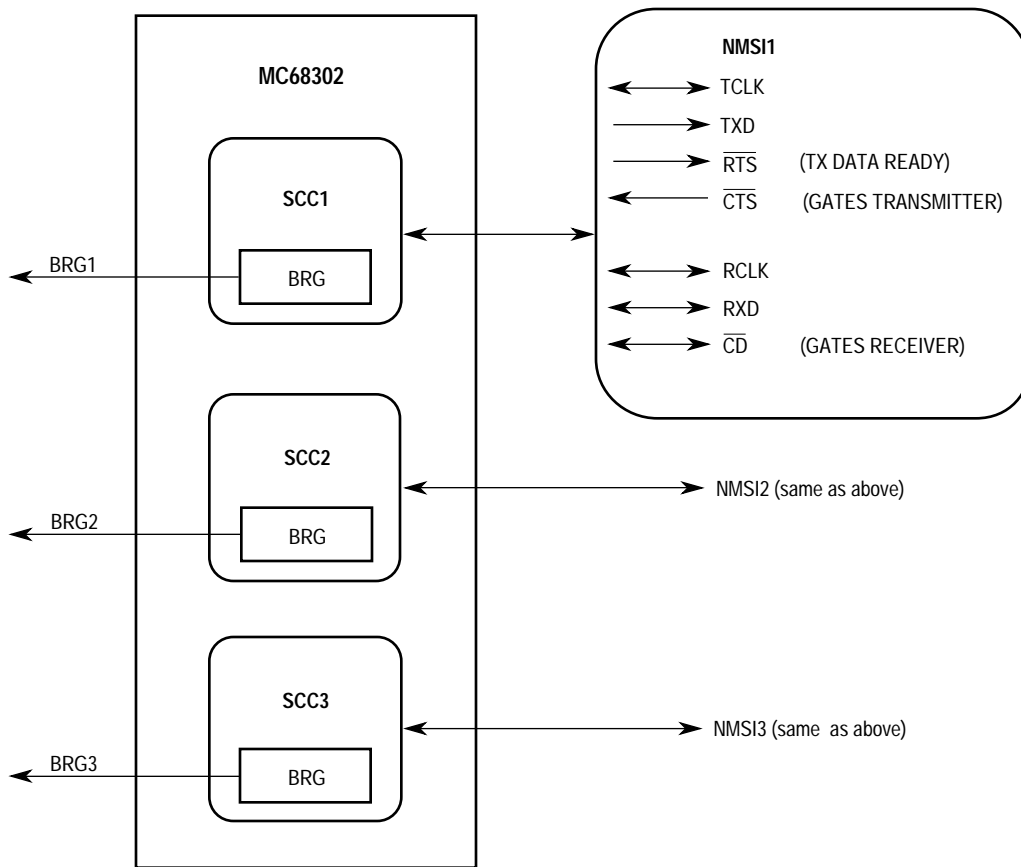 MC68302
SCC1
BRG
BRG1
SCC2
BRG
BRG2
SCC3
BRG
BRG3
NMSI1
TCLK
TXD
RTS (TX DATA READY)
CTS (GATES TRANSMITTER)
RCLK
RXD
CD (GATES RECEIVER)
NMSI2 (same as above)
NMSI3 (same as above)